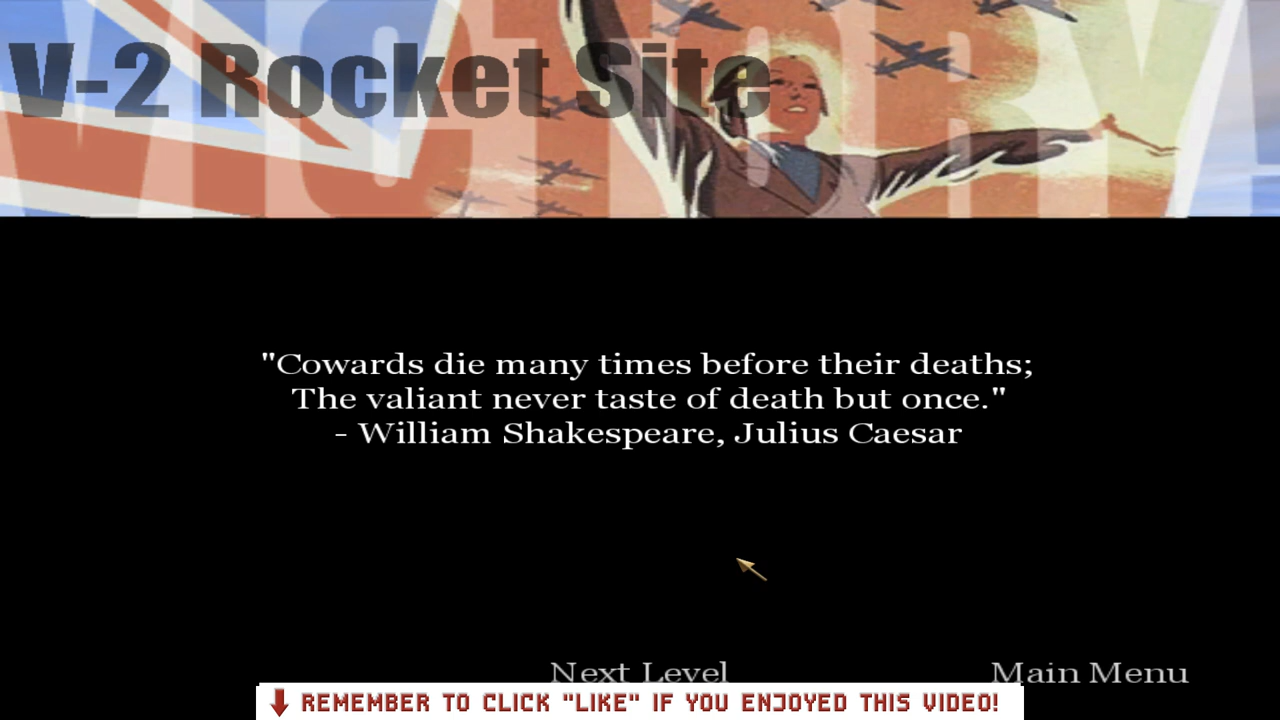 VICTORY
V-2 Rocket Site
"Cowards die many times before their deaths;
The valiant never taste of death but once."
- William Shakespeare, Julius Caesar
Next Level
Main Menu
REMEMBER TO CLICK "LIKE" IF YOU ENJOYED THIS VIDEO!